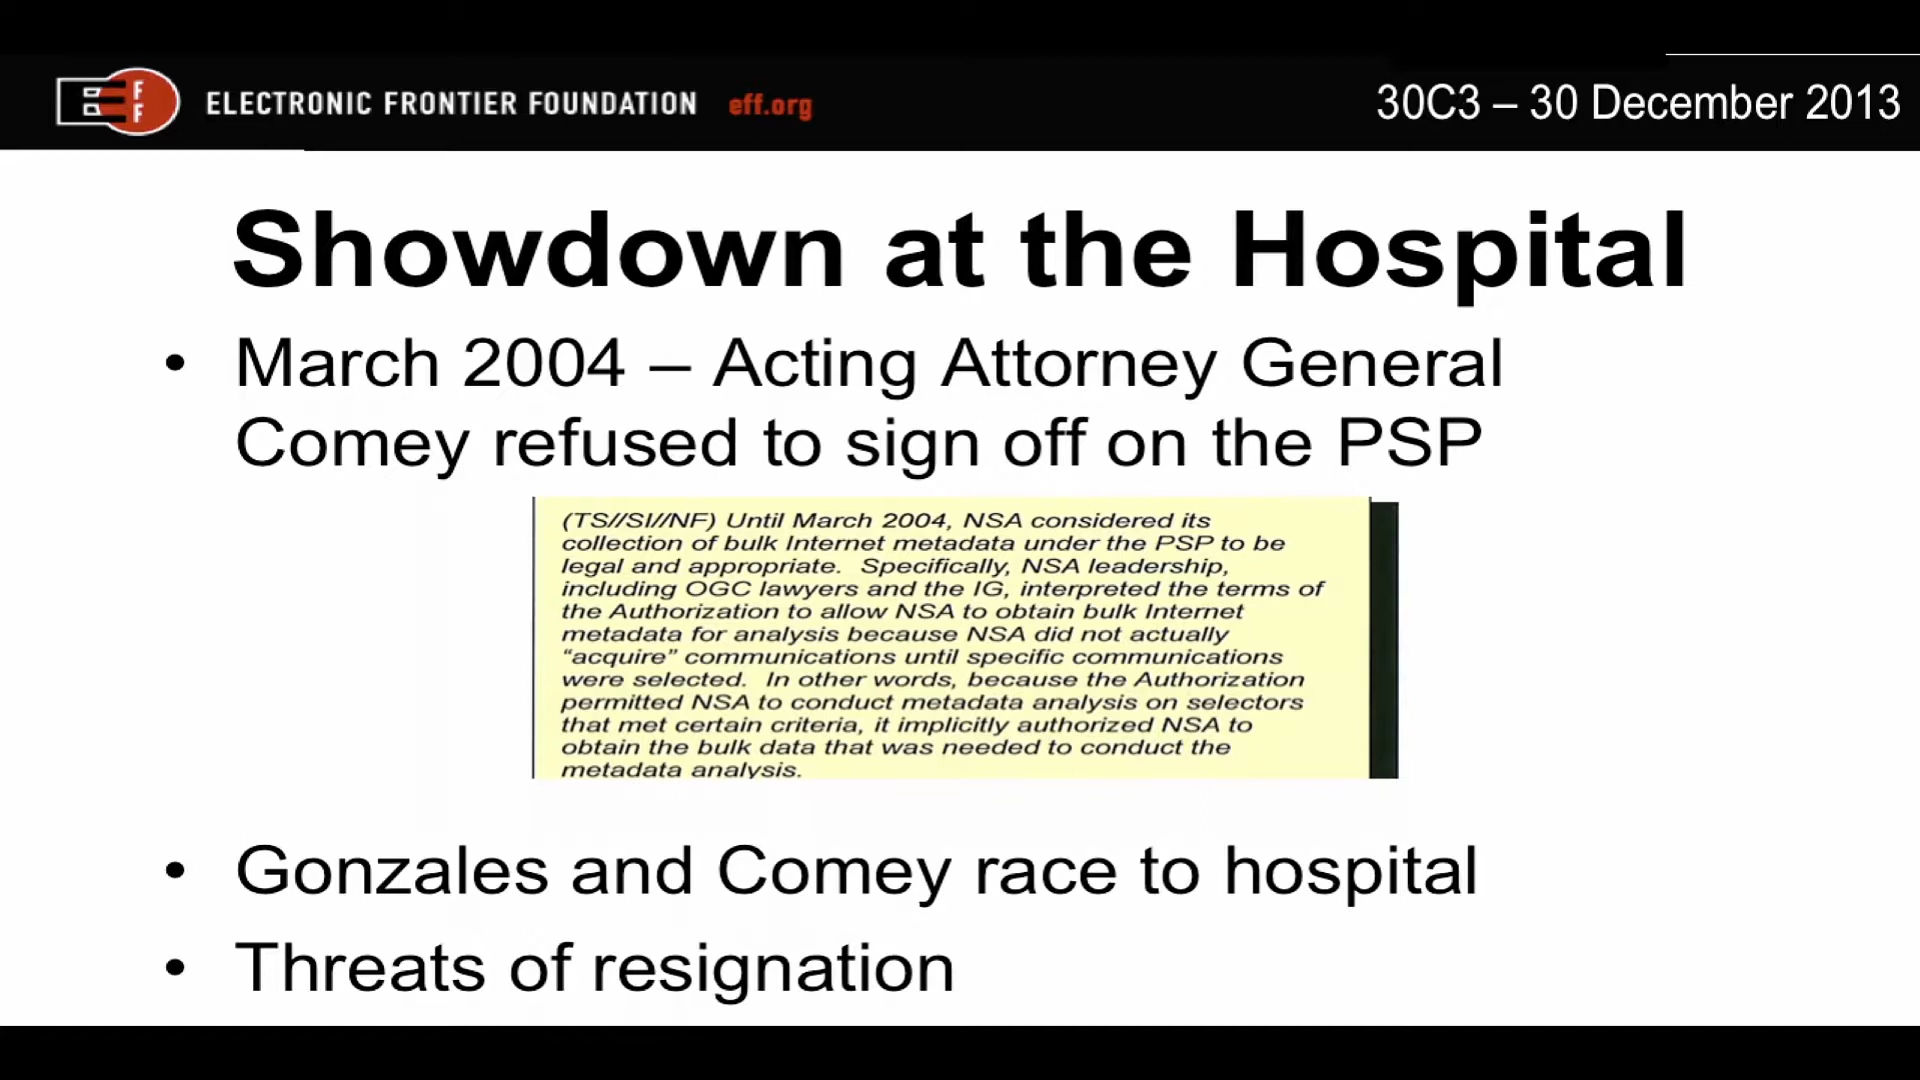 EFF ELECTRONIC FRONTIER FOUNDATION eff.org
30C3 – 30 December 2013
Showdown at the Hospital
• March 2004 – Acting Attorney General
Comey refused to sign off on the PSP
(TS//SI//NF) Until March 2004, NSA considered its
collection of bulk Internet metadata under the PSP to be
legal and appropriate. Specifically, NSA leadership,
including OGC lawyers and the IG, interpreted the terms of
the Authorization to allow NSA to obtain bulk Internet
metadata for analysis because NSA did not actually
“acquire” communications until specific communications
were selected. In other words, because the Authorization
permitted NSA to conduct metadata analysis on selectors
that met certain criteria, it implicitly authorized NSA to
obtain the bulk data that was needed to conduct the
metadata analysis.
• Gonzales and Comey race to hospital
• Threats of resignation